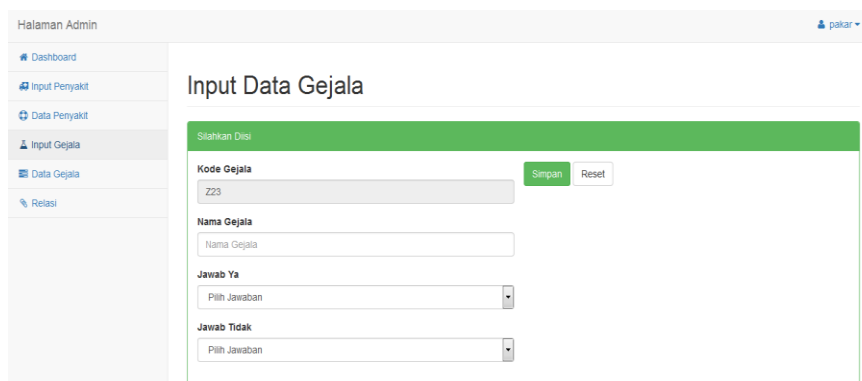 Halaman Admin
pakar
Dashboard
Input Penyakit
Data Penyakit
Input Gejala
Data Gejala
Relasi
Input Data Gejala
Silahkan Diisi
Kode Gejala
Z23
Simpan Reset
Nama Gejala
Nama Gejala
Jawab Ya
Pilih Jawaban
Jawab Tidak
Pilih Jawaban